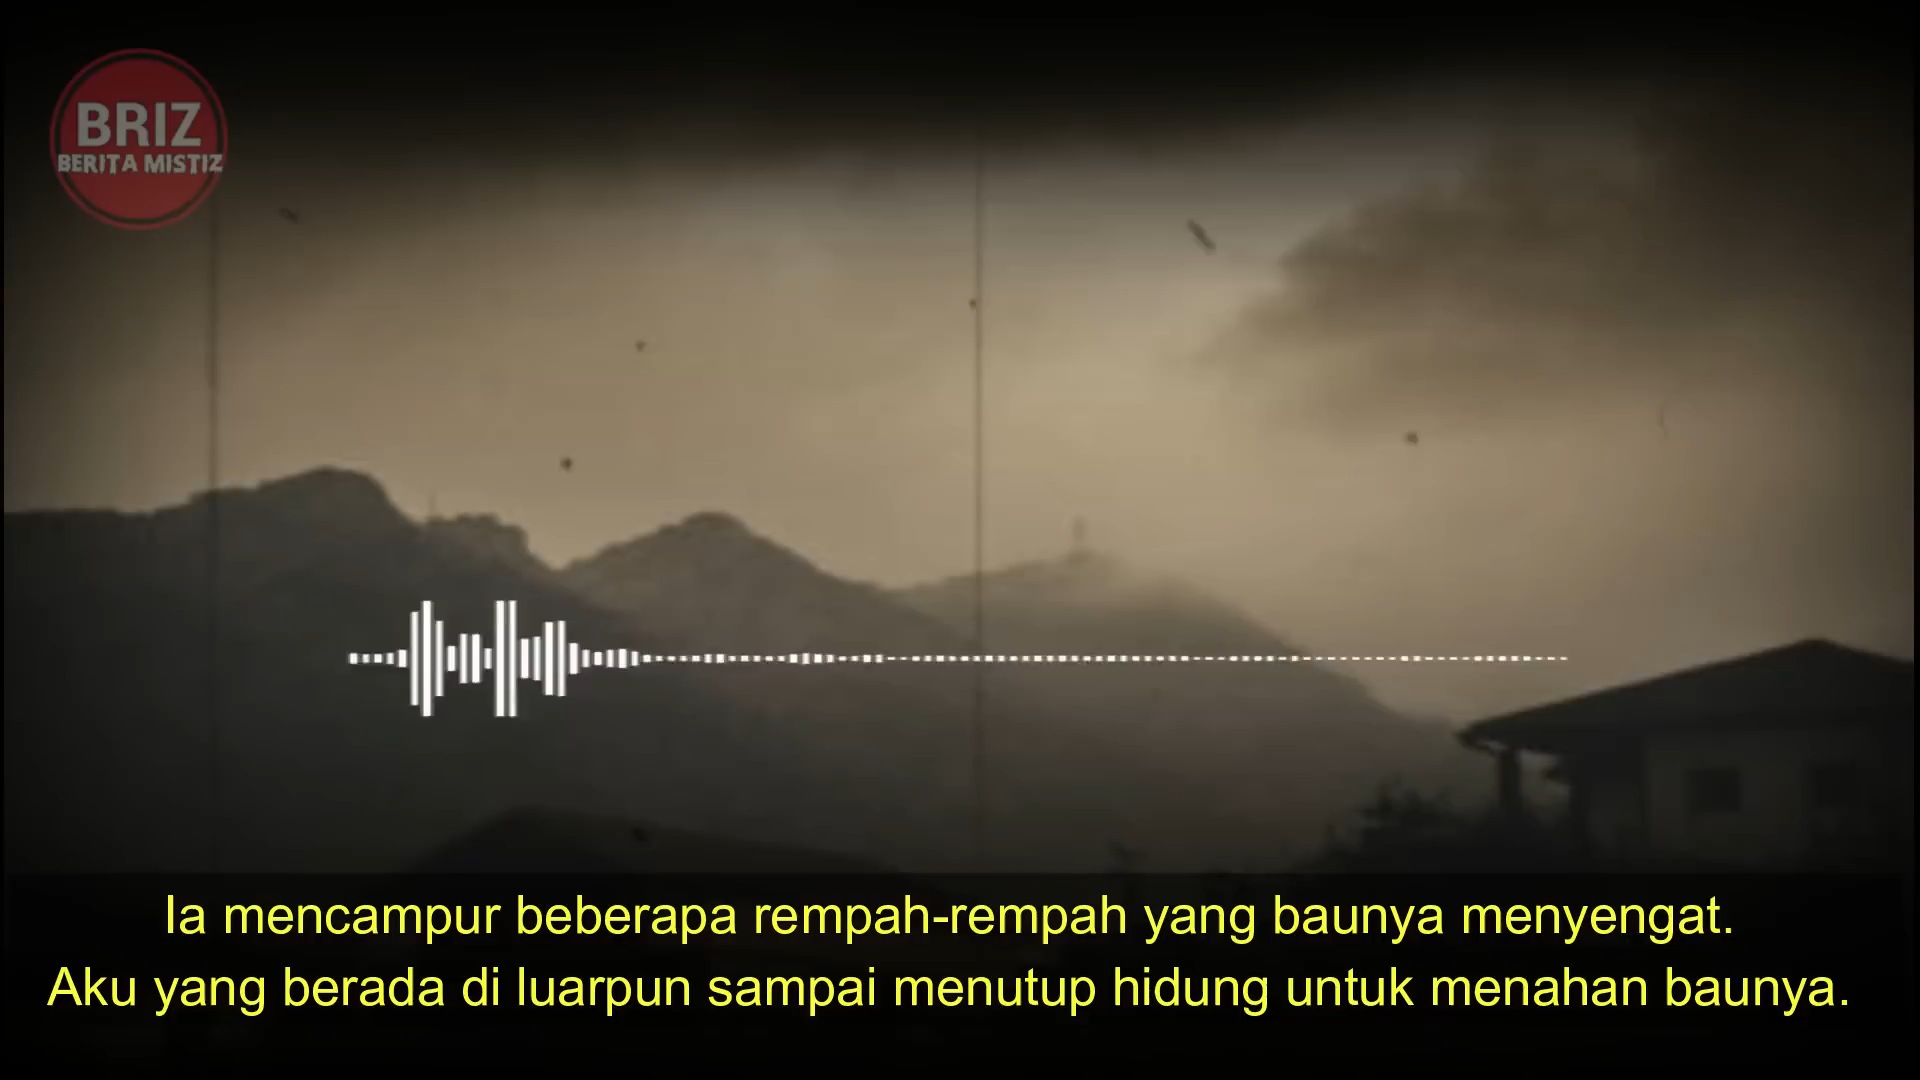 BRIZ
BERITA MISTIZ
Ia mencampur beberapa rempah-rempah yang baunya menyengat.
Aku yang berada di luarpun sampai menutup hidung untuk menahan baunya.